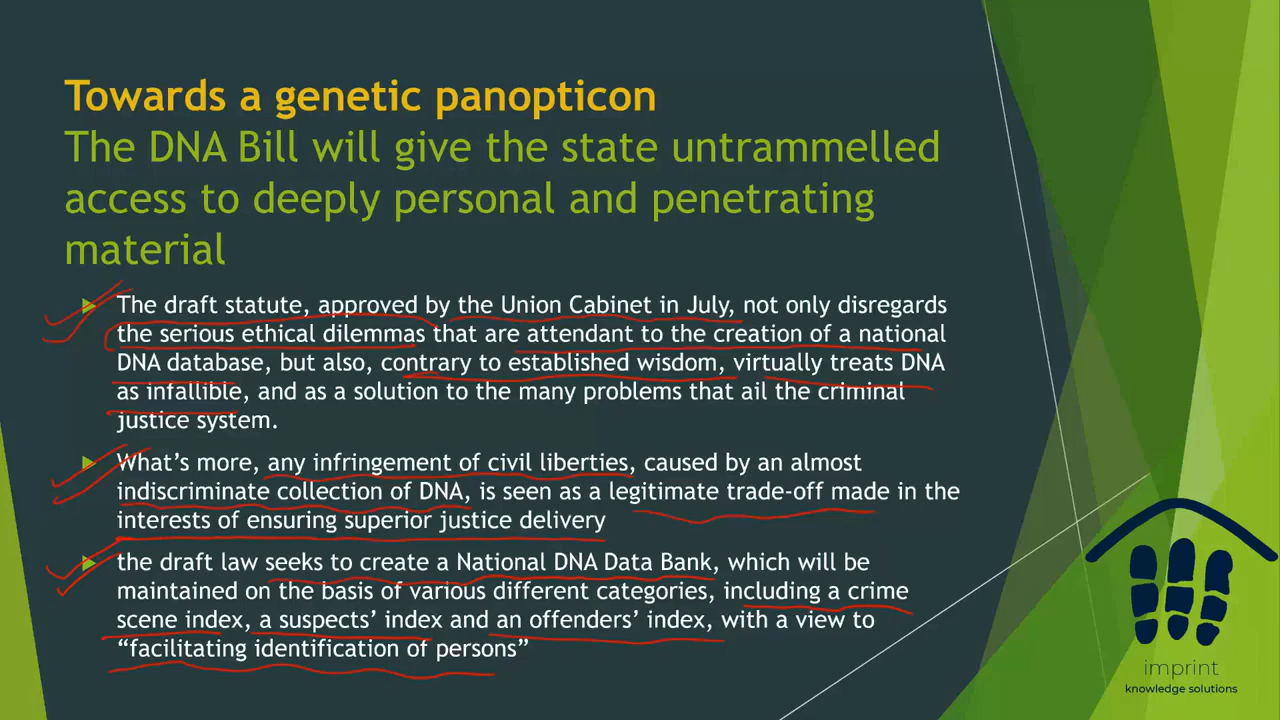 Towards a genetic panopticon
The DNA Bill will give the state untrammelled
access to deeply personal and penetrating
material
The draft statute, approved by the Union Cabinet in July, not only disregards
the serious ethical dilemmas that are attendant to the creation of a national
DNA database, but also, contrary to established wisdom, virtually treats DNA
as infallible, and as a solution to the many problems that ail the criminal
justice system.
What’s more, any infringement of civil liberties, caused by an almost
indiscriminate collection of DNA, is seen as a legitimate trade-off made in the
interests of ensuring superior justice delivery
the draft law seeks to create a National DNA Data Bank, which will be
maintained on the basis of various different categories, including a crime
scene index, a suspects’ index and an offenders’ index, with a view to
“facilitating identification of persons”
imprint
knowledge solutions